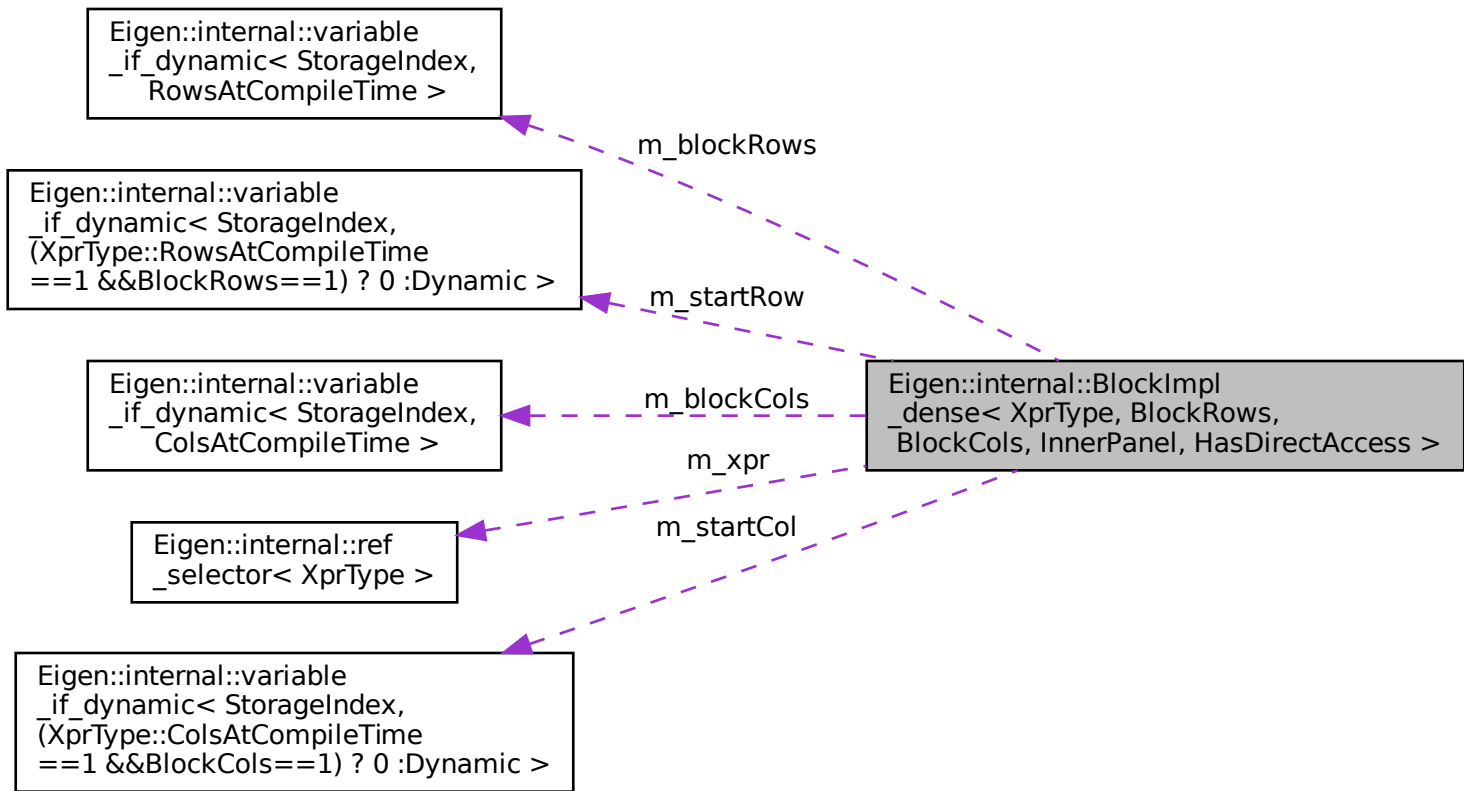 Eigen::internal::variable
_if_dynamic< StorageIndex,
RowsAtCompileTime >
m_blockRows
Eigen::internal::variable
_if_dynamic< StorageIndex,
(XprType::RowsAtCompileTime
==1 &&BlockRows==1) ? 0 :Dynamic >
m_startRow
Eigen::internal::variable
_if_dynamic< StorageIndex,
ColsAtCompileTime >
m_blockCols
Eigen::internal::BlockImpl
_dense< XprType, BlockRows,
BlockCols, InnerPanel, HasDirectAccess >
m_xpr
Eigen::internal::ref
_selector< XprType >
m_startCol
Eigen::internal::variable
_if_dynamic< StorageIndex,
(XprType::ColsAtCompileTime
==1 &&BlockCols==1) ? 0 :Dynamic >